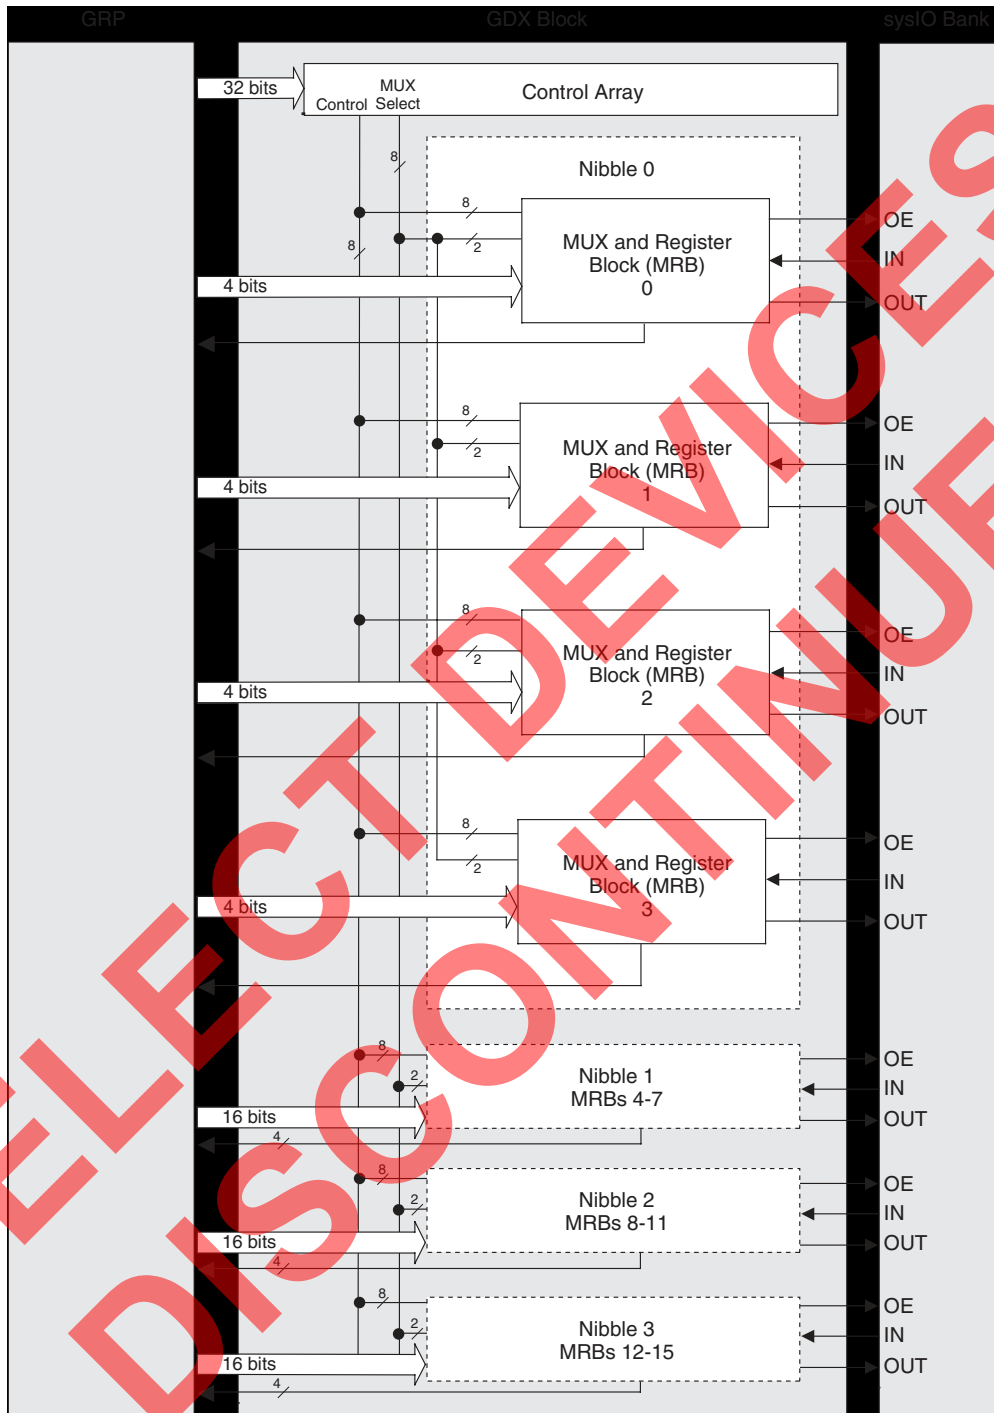 GRP
GDX Block
sysIO Bank
32 bits
Control
MUX
Select
Control Array
8
8
Nibble 0
8
2
MUX and Register
Block (MRB)
0
4 bits
OE
IN
OUT
8
2
MUX and Register
Block (MRB)
1
4 bits
OE
IN
OUT
8
2
MUX and Register
Block (MRB)
2
4 bits
OE
IN
OUT
8
2
MUX and Register
Block (MRB)
3
4 bits
OE
IN
OUT
8
2
Nibble 1
MRBs 4-7
16 bits
4
OE
IN
OUT
8
2
Nibble 2
MRBs 8-11
16 bits
4
OE
IN
OUT
8
2
Nibble 3
MRBs 12-15
16 bits
4
OE
IN
OUT
ELECT DEVICES
DISCONTINUE